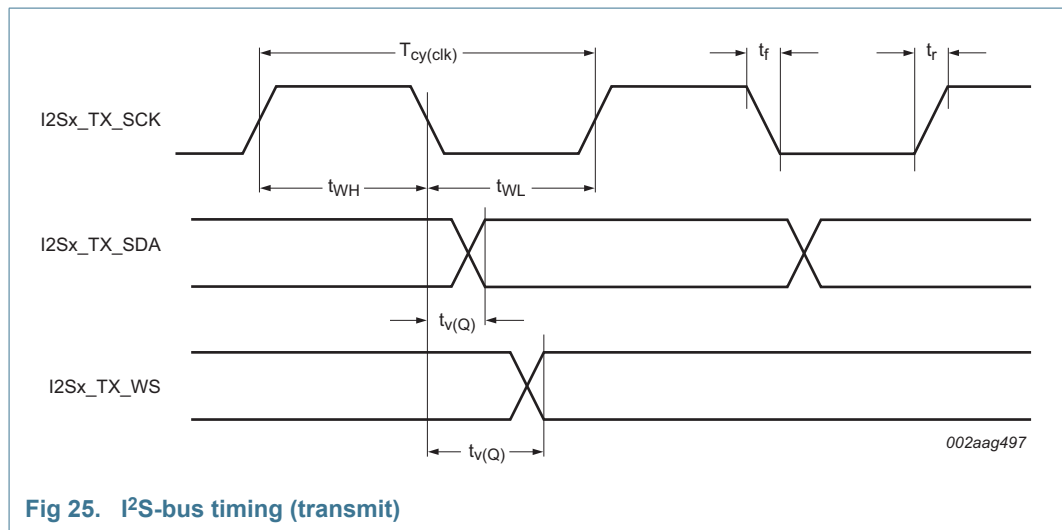 T_cy(clk)
t_f
t_r
I2Sx_TX_SCK
t_WH
t_WL
I2Sx_TX_SDA
t_v(Q)
I2Sx_TX_WS
t_v(Q)
002aag497
Fig 25. I²S-bus timing (transmit)